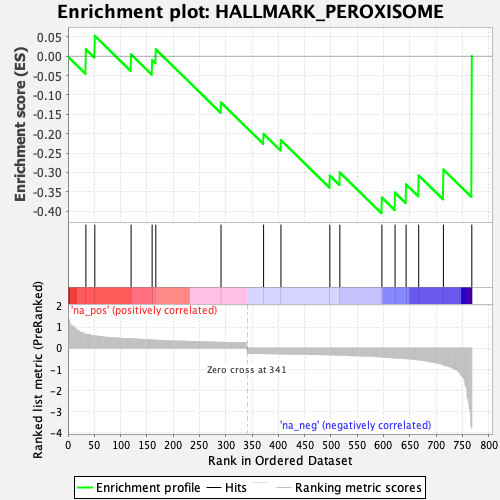 Enrichment plot: HALLMARK_PEROXISOME
Enrichment score (ES)
0.05
0.00
-0.05
-0.10
-0.15
-0.20
-0.25
-0.30
-0.35
-0.40
'na_pos' (positively correlated)
Ranked list metric (PreRanked)
2
1
0
-1
-2
-3
-4
Zero cross at 341
'na_neg' (negatively correlated)
0 50 100 150 200 250 300 350 400 450 500 550 600 650 700 750 800
Rank in Ordered Dataset
Enrichment profile Hits Ranking metric scores